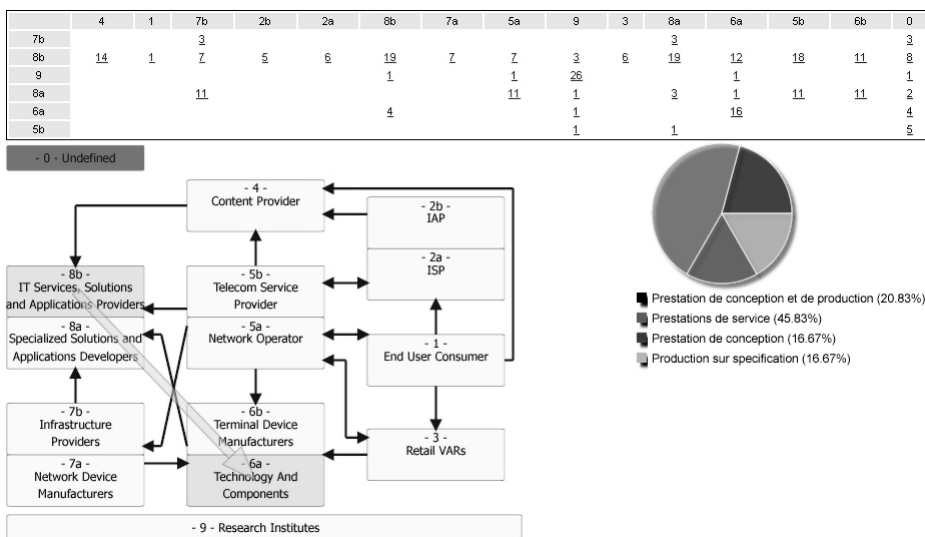 4 1 7b 2b 2a 8b 7a 5a 9 3 8a 6a 5b 6b 0
7b 3 3 3
8b 14 1 7 5 6 19 7 7 3 6 19 12 18 11 8
9 1 1 26 1 1
8a 11 11 1 3 1 11 11 2
6a 4 1 16 4
5b 1 1 5
- 0 - Undefined
- 4 -
Content Provider
- 2b -
IAP
- 2a -
ISP
- 8b -
IT Services, Solutions
and Applications Providers
- 8a -
Specialized Solutions and
Applications Developers
- 5b -
Telecom Service
Provider
- 5a -
Network Operator
- 1 -
End User Consumer
- 7b -
Infrastructure
Providers
- 7a -
Network Device
Manufacturers
- 6b -
Terminal Device
Manufacturers
- 6a -
Technology And
Components
- 3 -
Retail VARs
- 9 - Research Institutes
Prestation de conception et de production (20.83%)
Prestations de service (45.83%)
Prestation de conception (16.67%)
Production sur specification (16.67%)